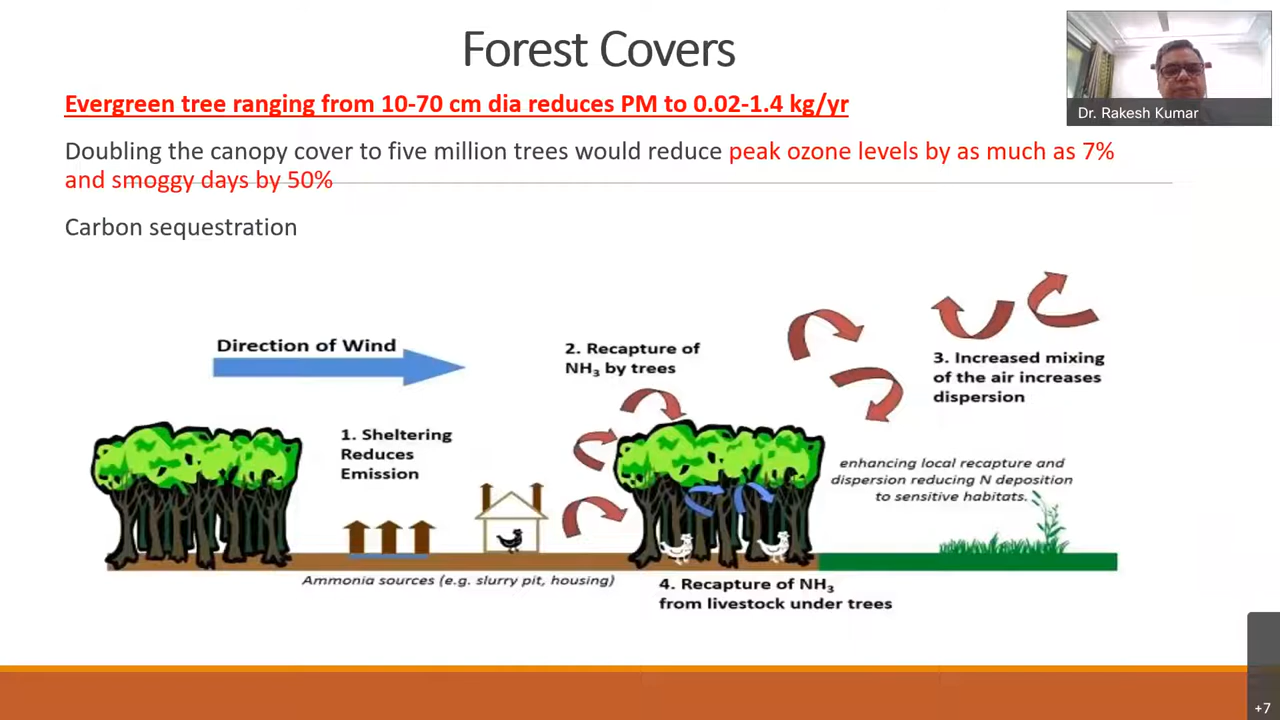 Forest Covers
Dr. Rakesh Kumar
Evergreen tree ranging from 10-70 cm dia reduces PM to 0.02-1.4 kg/yr
Doubling the canopy cover to five million trees would reduce peak ozone levels by as much as 7%
and smoggy days by 50%
Carbon sequestration
Direction of Wind
2. Recapture of
NH₃ by trees
3. Increased mixing
of the air increases
dispersion
1. Sheltering
Reduces
Emission
enhancing local recapture and
dispersion reducing N deposition
to sensitive habitats.
Ammonia sources (e.g. slurry pit, housing)
4. Recapture of NH₃
from livestock under trees
+7